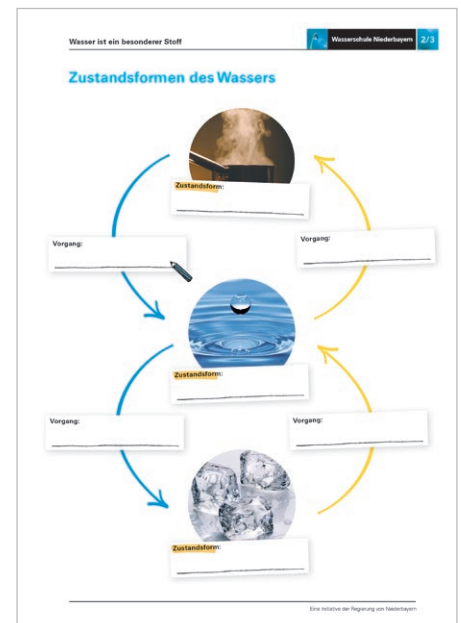 Wasser ist ein besonderer Stoff
Wasserschule Niederbayern 2/3
Zustandsformen des Wassers
Zustandsform:
Vorgang:
Vorgang:
Zustandsform:
Vorgang:
Vorgang:
Zustandsform:
Eine Initiative der Regierung von Niederbayern